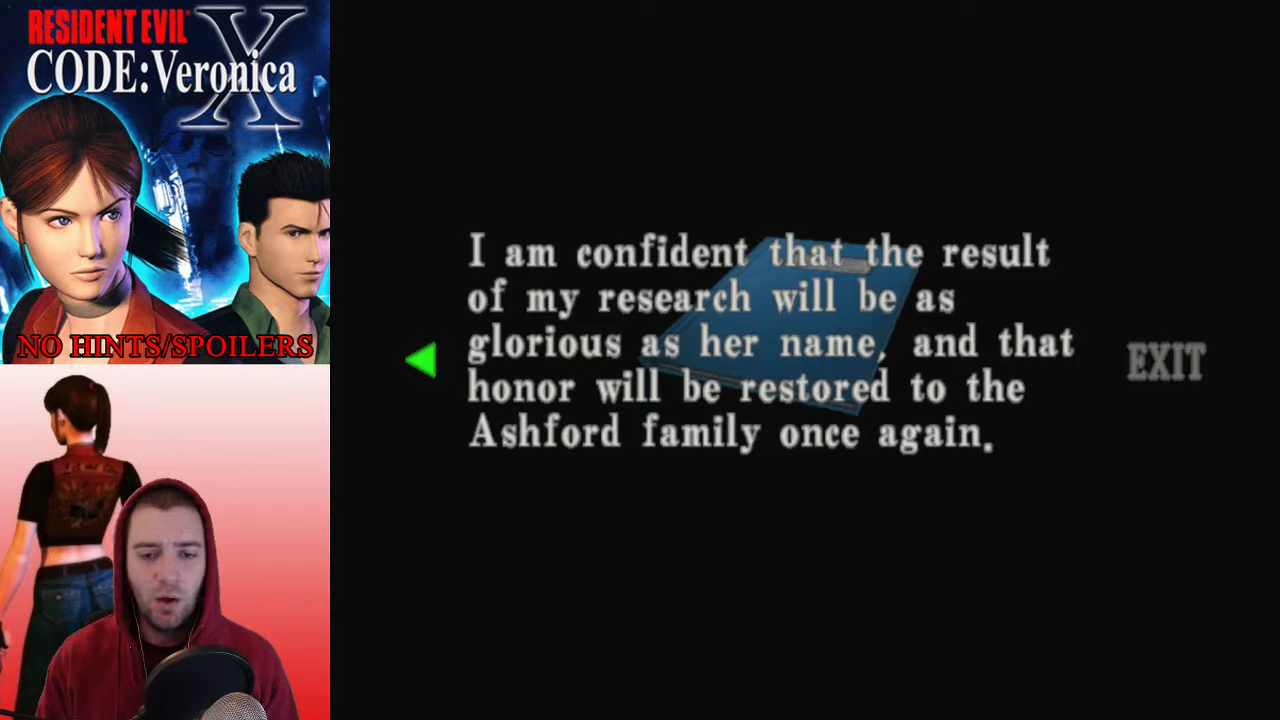 RESIDENT EVIL
CODE:Veronica
X
NO HINTS/SPOILERS
I am confident that the result
of my research will be as
glorious as her name, and that
honor will be restored to the
Ashford family once again.
EXIT